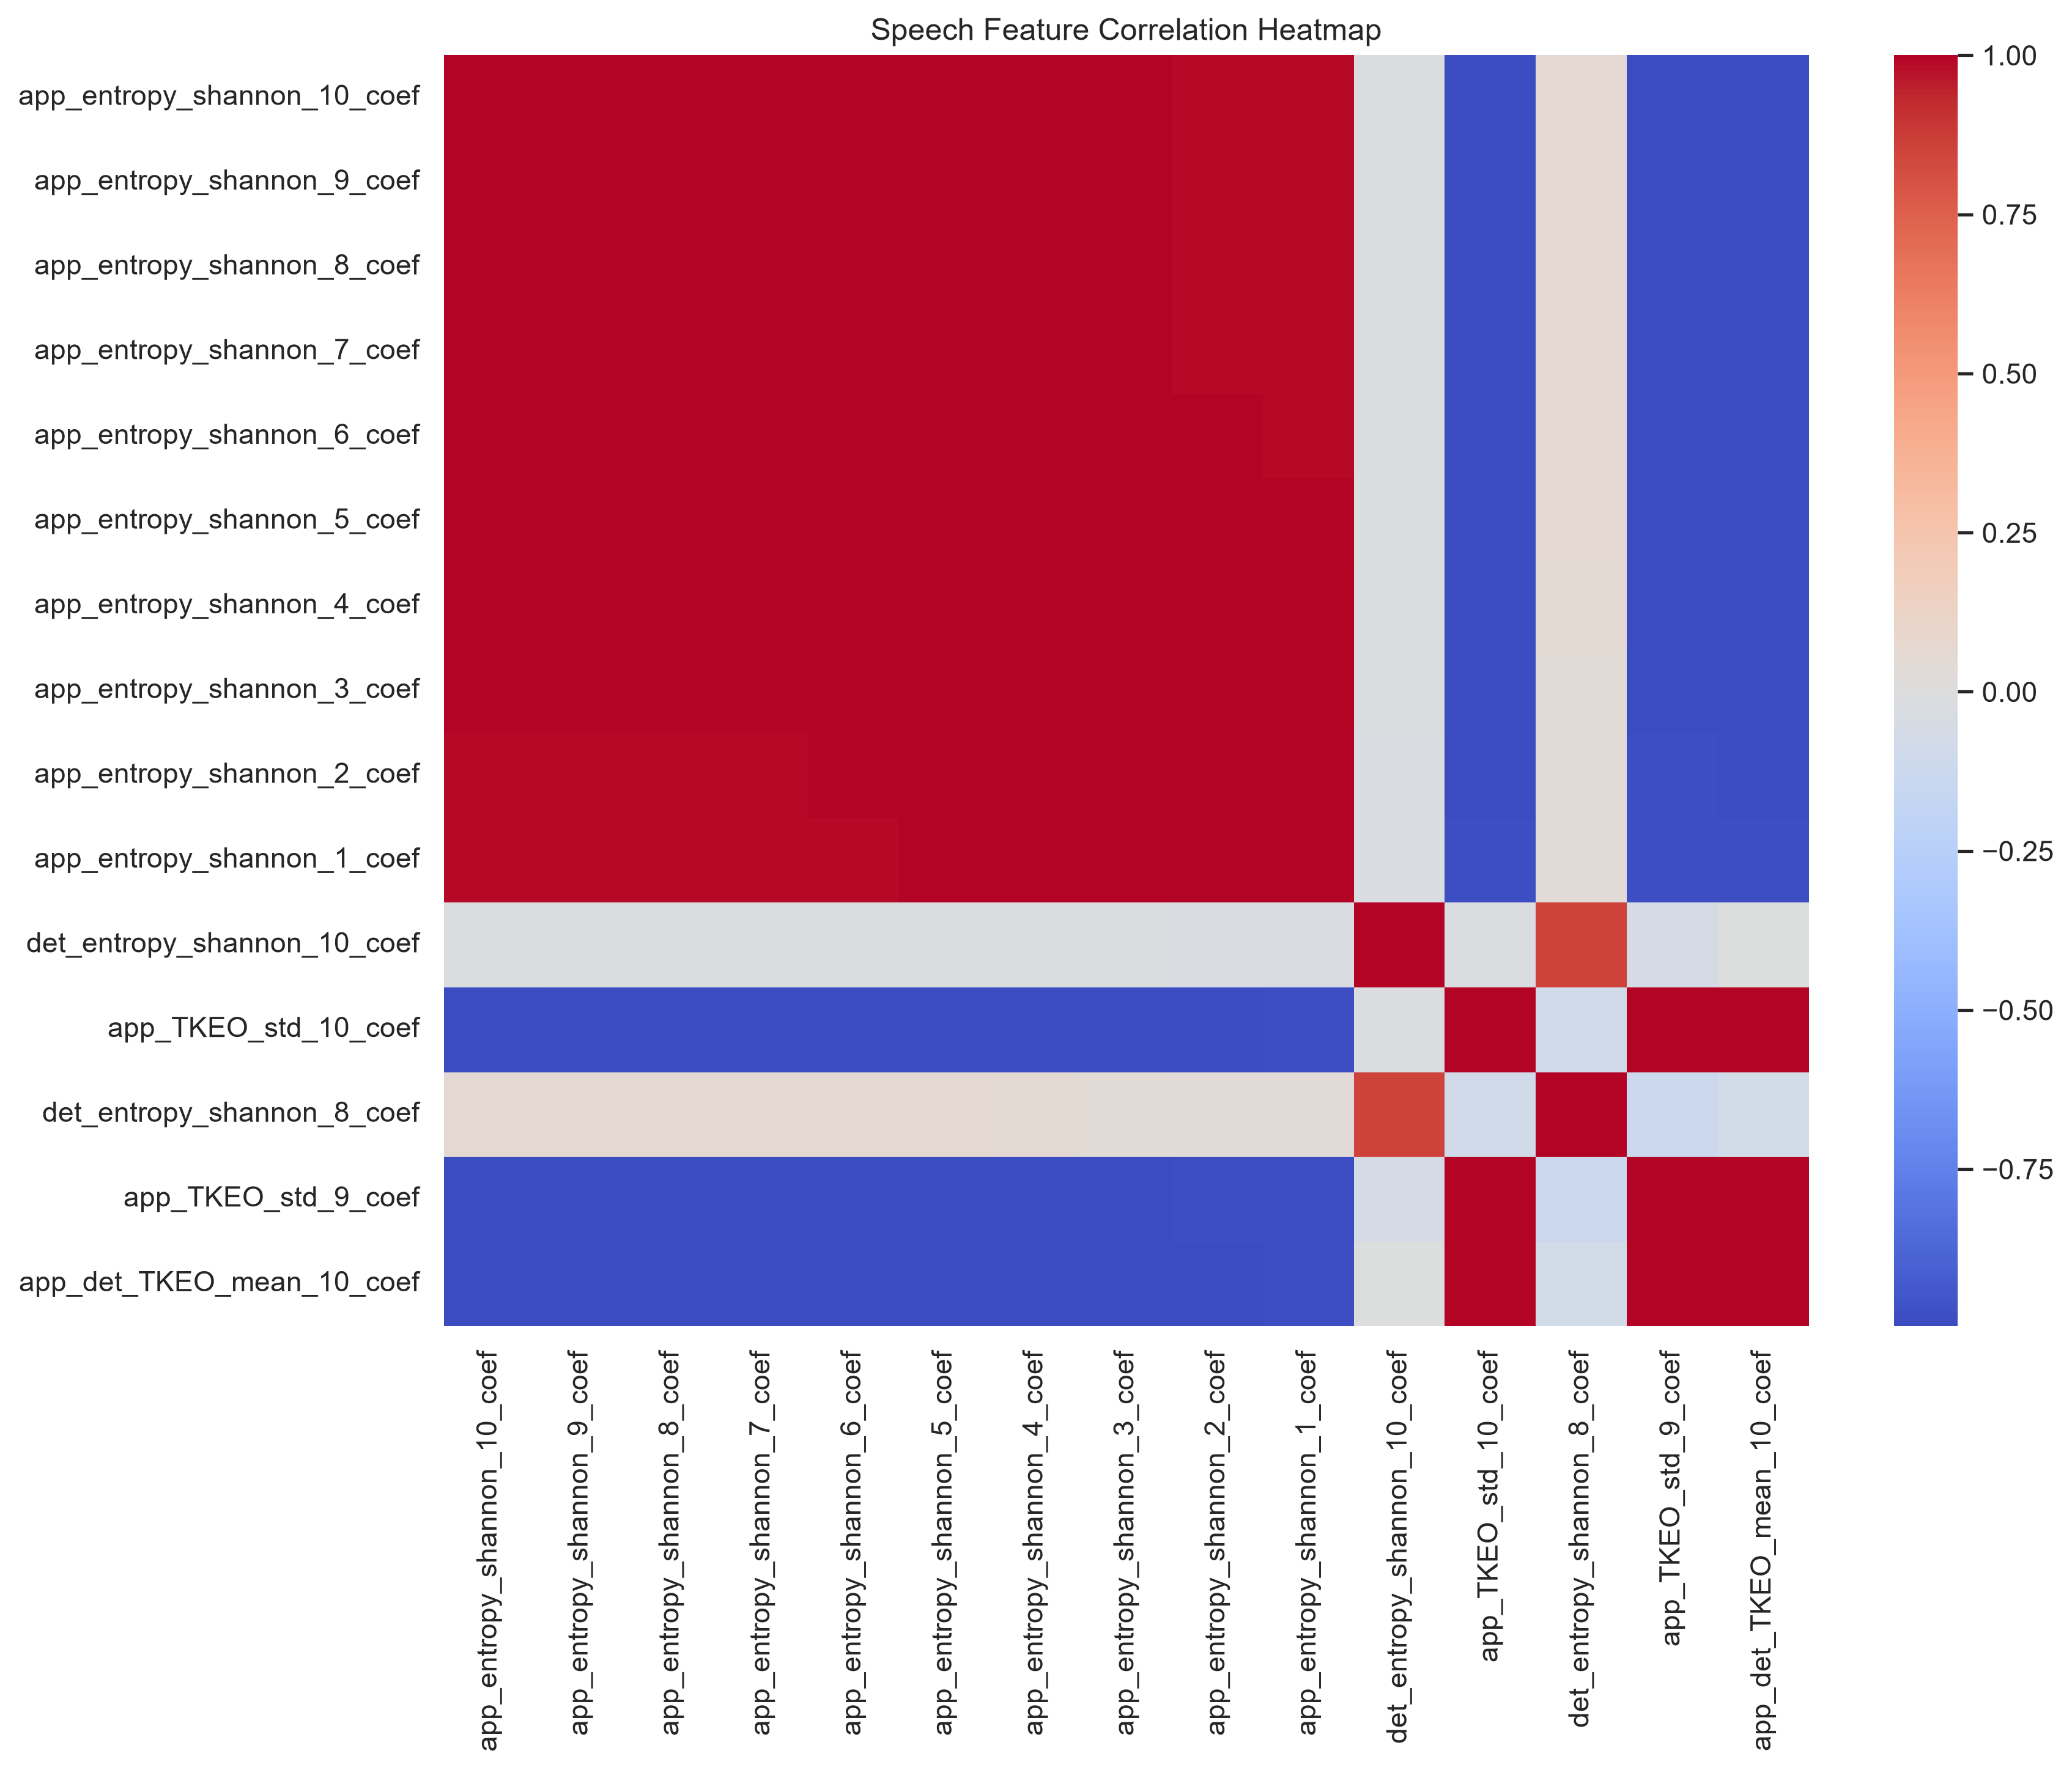 Speech Feature Correlation Heatmap
app_entropy_shannon_10_coef
app_entropy_shannon_9_coef
app_entropy_shannon_8_coef
app_entropy_shannon_7_coef
app_entropy_shannon_6_coef
app_entropy_shannon_5_coef
app_entropy_shannon_4_coef
app_entropy_shannon_3_coef
app_entropy_shannon_2_coef
app_entropy_shannon_1_coef
det_entropy_shannon_10_coef
app_TKEO_std_10_coef
det_entropy_shannon_8_coef
app_TKEO_std_9_coef
app_det_TKEO_mean_10_coef
app_entropy_shannon_10_coef
app_entropy_shannon_9_coef
app_entropy_shannon_8_coef
app_entropy_shannon_7_coef
app_entropy_shannon_6_coef
app_entropy_shannon_5_coef
app_entropy_shannon_4_coef
app_entropy_shannon_3_coef
app_entropy_shannon_2_coef
app_entropy_shannon_1_coef
det_entropy_shannon_10_coef
app_TKEO_std_10_coef
det_entropy_shannon_8_coef
app_TKEO_std_9_coef
app_det_TKEO_mean_10_coef
1.00
0.75
0.50
0.25
0.00
−0.25
−0.50
−0.75